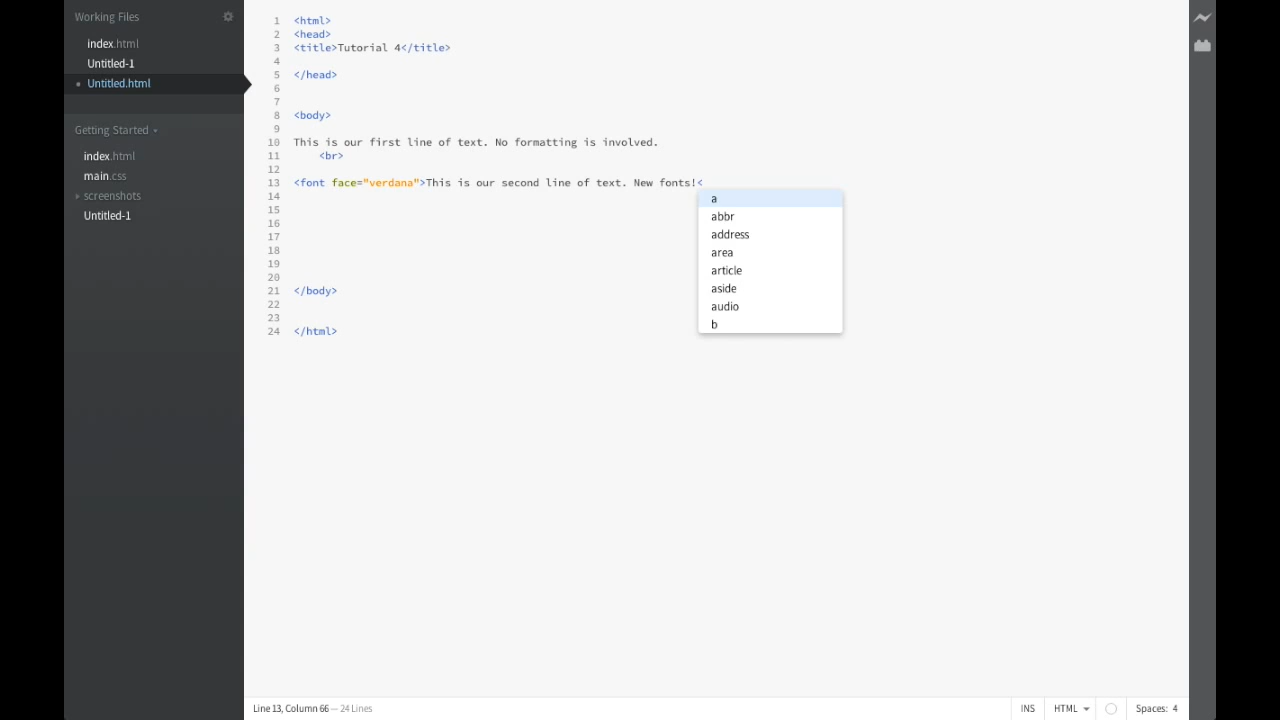 Working Files
index.html
Untitled-1
Untitled.html
Getting Started
index.html
main.css
screenshots
Untitled-1
1 <html>
2 <head>
3 <title>Tutorial 4</title>
4
5 </head>
6
7
8 <body>
9
10 This is our first line of text. No formatting is involved.
11 <br>
12
13 <font face="verdana">This is our second line of text. New fonts!<
14
15
16
17
18
19
20
21 </body>
22
23
24 </html>
a
abbr
address
area
article
aside
audio
b
Line 13, Column 66 — 24 Lines
INS
HTML
Spaces: 4